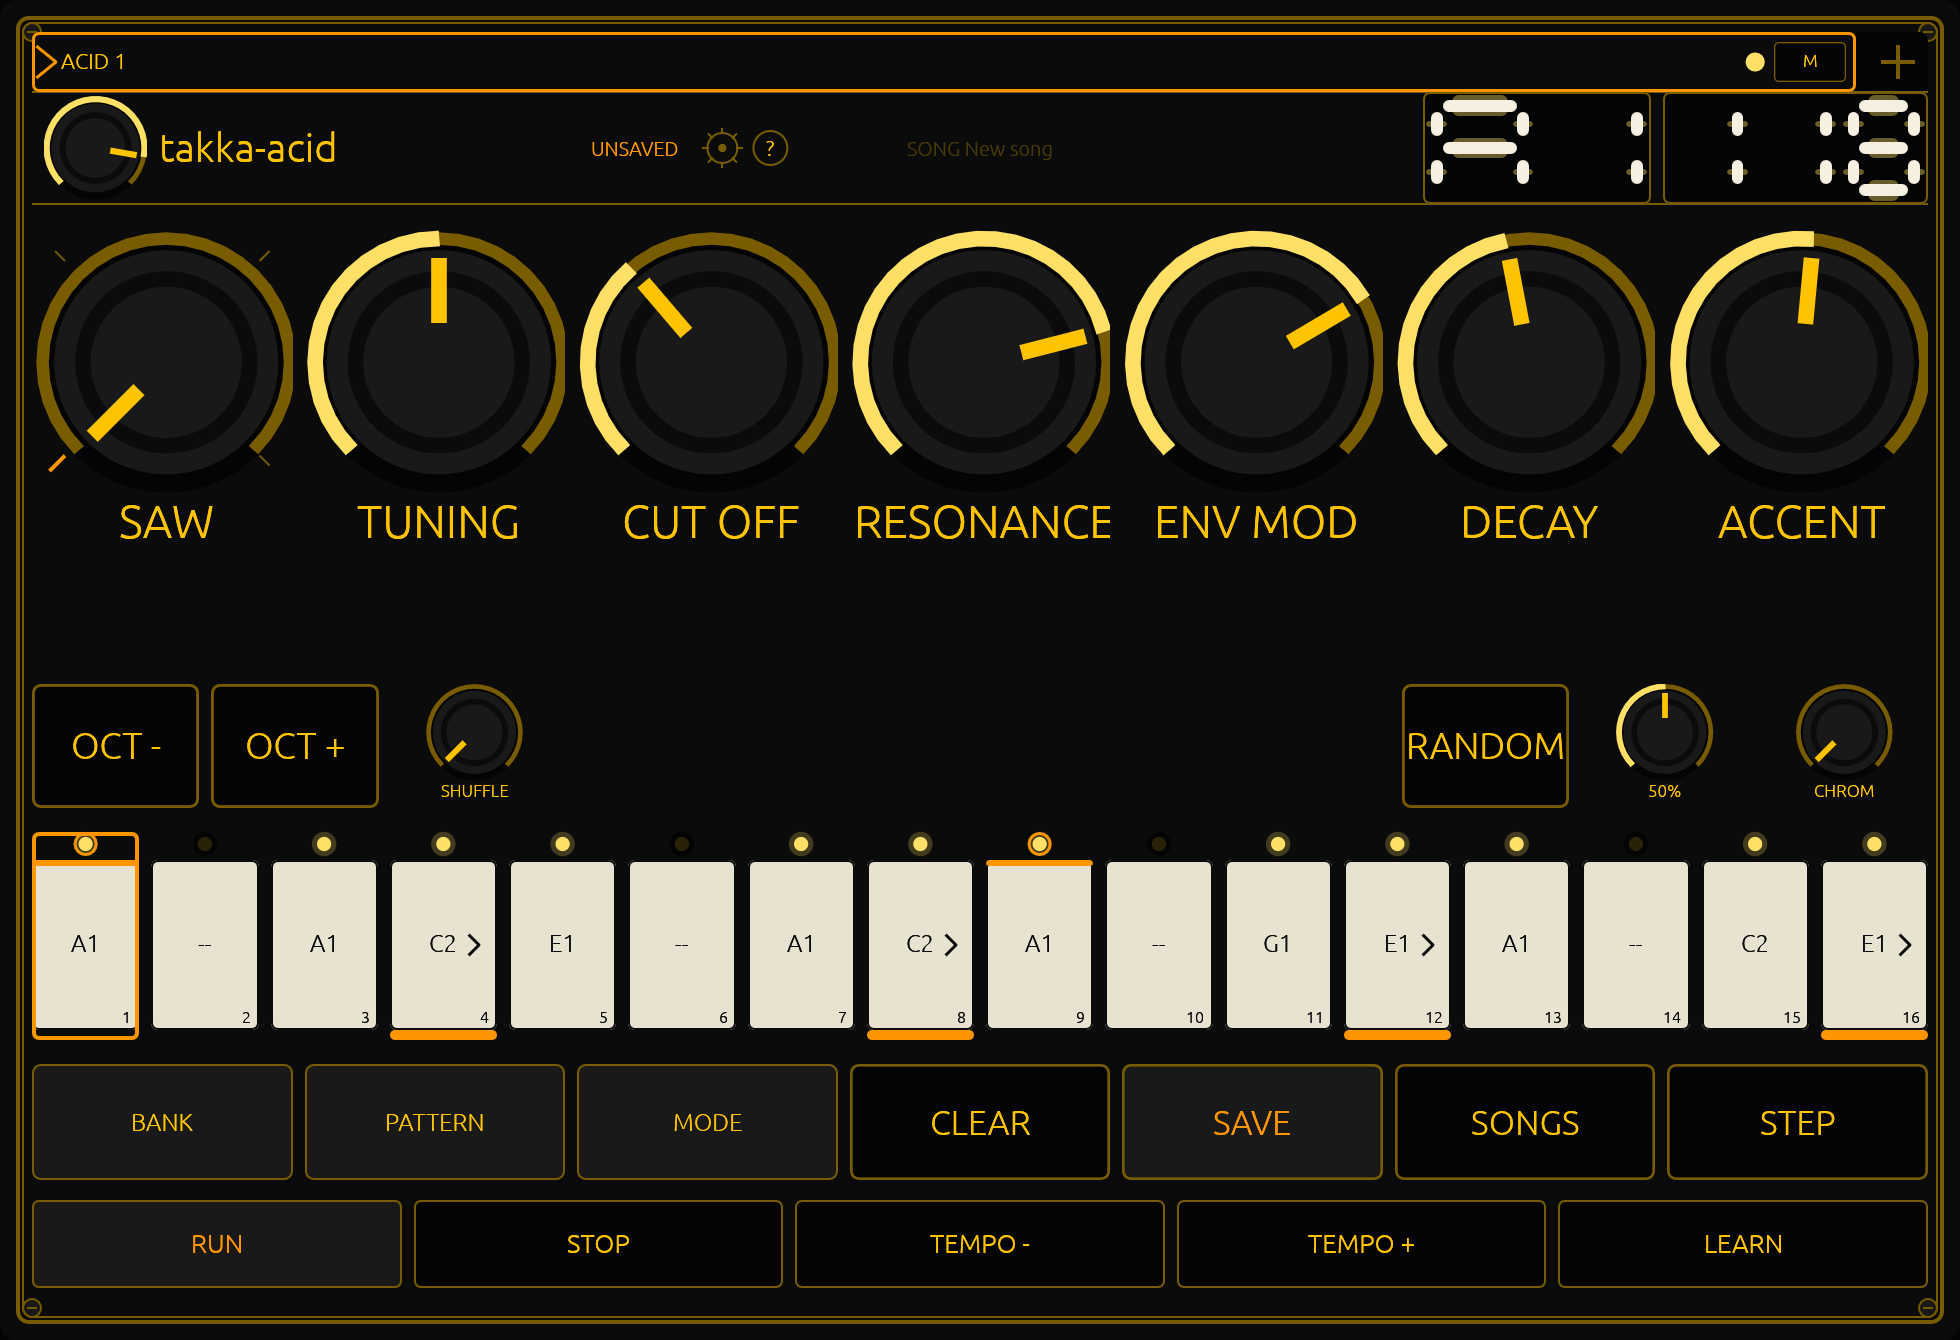 ACID 1
M
takka-acid
UNSAVED
?
SONG New song
SAW
TUNING
CUT OFF
RESONANCE
ENV MOD
DECAY
ACCENT
OCT -
OCT +
SHUFFLE
RANDOM
50%
CHROM
A1
--
A1
C2 >
E1
--
A1
C2 >
A1
--
G1
E1 >
A1
--
C2
E1 >
1
2
3
4
5
6
7
8
9
10
11
12
13
14
15
16
BANK
PATTERN
MODE
CLEAR
SAVE
SONGS
STEP
RUN
STOP
TEMPO -
TEMPO +
LEARN